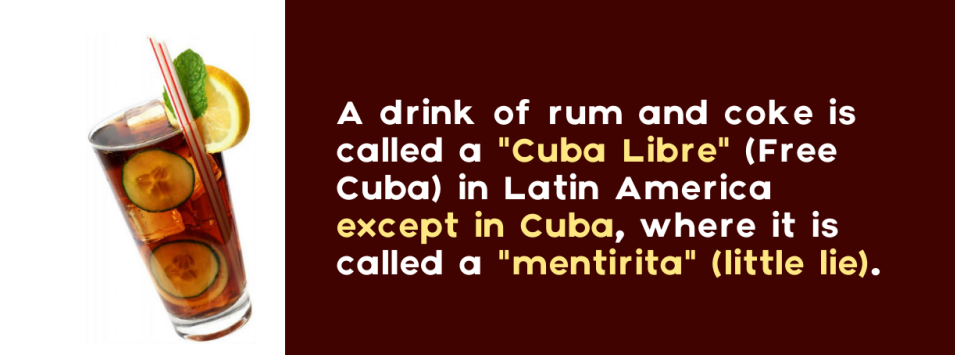 A drink of rum and coke is
called a "Cuba Libre" (Free
Cuba) in Latin America
except in Cuba, where it is
called a "mentirita" (little lie).